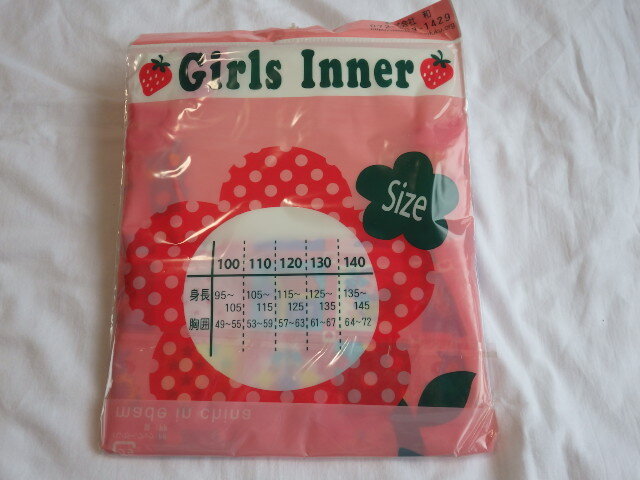 -1429
Girls Inner
Size
100 110 120 130 140
身長 95~105 105~115 115~125 125~135 135~145
胸囲 49~55 53~59 57~63 61~67 64~72
made in china